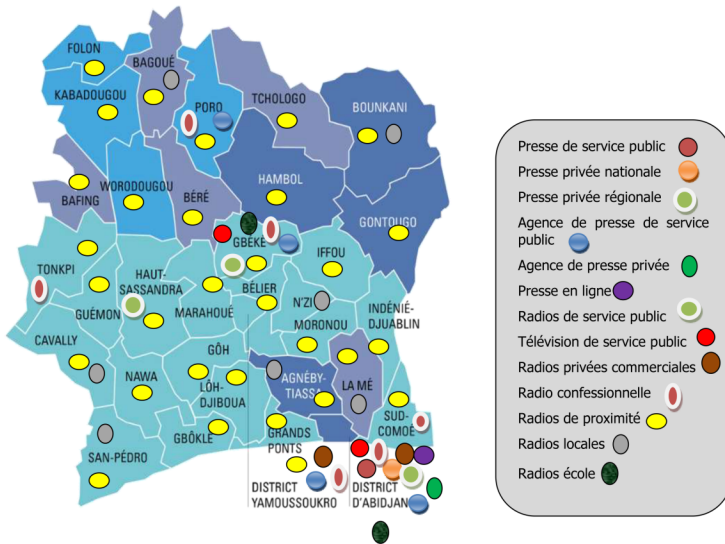 FOLON
BAGOUÉ
KABADOUGOU
PORO
TCHOLOGO
BOUNKANI
BAFING
WORODOUGOU
BÉRÉ
HAMBOL
GONTOUGO
GBÊKÉ
TONKPI
HAUT-
SASSANDRA
IFFOU
BÉLIER
GUÉMON
MARAHOUÉ
N'ZI
MORONOU
INDÉNIÉ-
DJUABLIN
CAVALLY
GÔH
NAWA
LÔH-
DJIBOUA
AGNÉBY-
TIASSA
LA MÉ
SUD-
COMOÉ
GBÔKLE
SAN-PÉDRO
GRANDS
PONTS
DISTRICT
YAMOUSSOUKRO
DISTRICT
D'ABIDJAN
Presse de service public
Presse privée nationale
Presse privée régionale
Agence de presse de service
public
Agence de presse privée
Presse en ligne
Radios de service public
Télévision de service public
Radios privées commerciales
Radio confessionnelle
Radios de proximité
Radios locales
Radios école